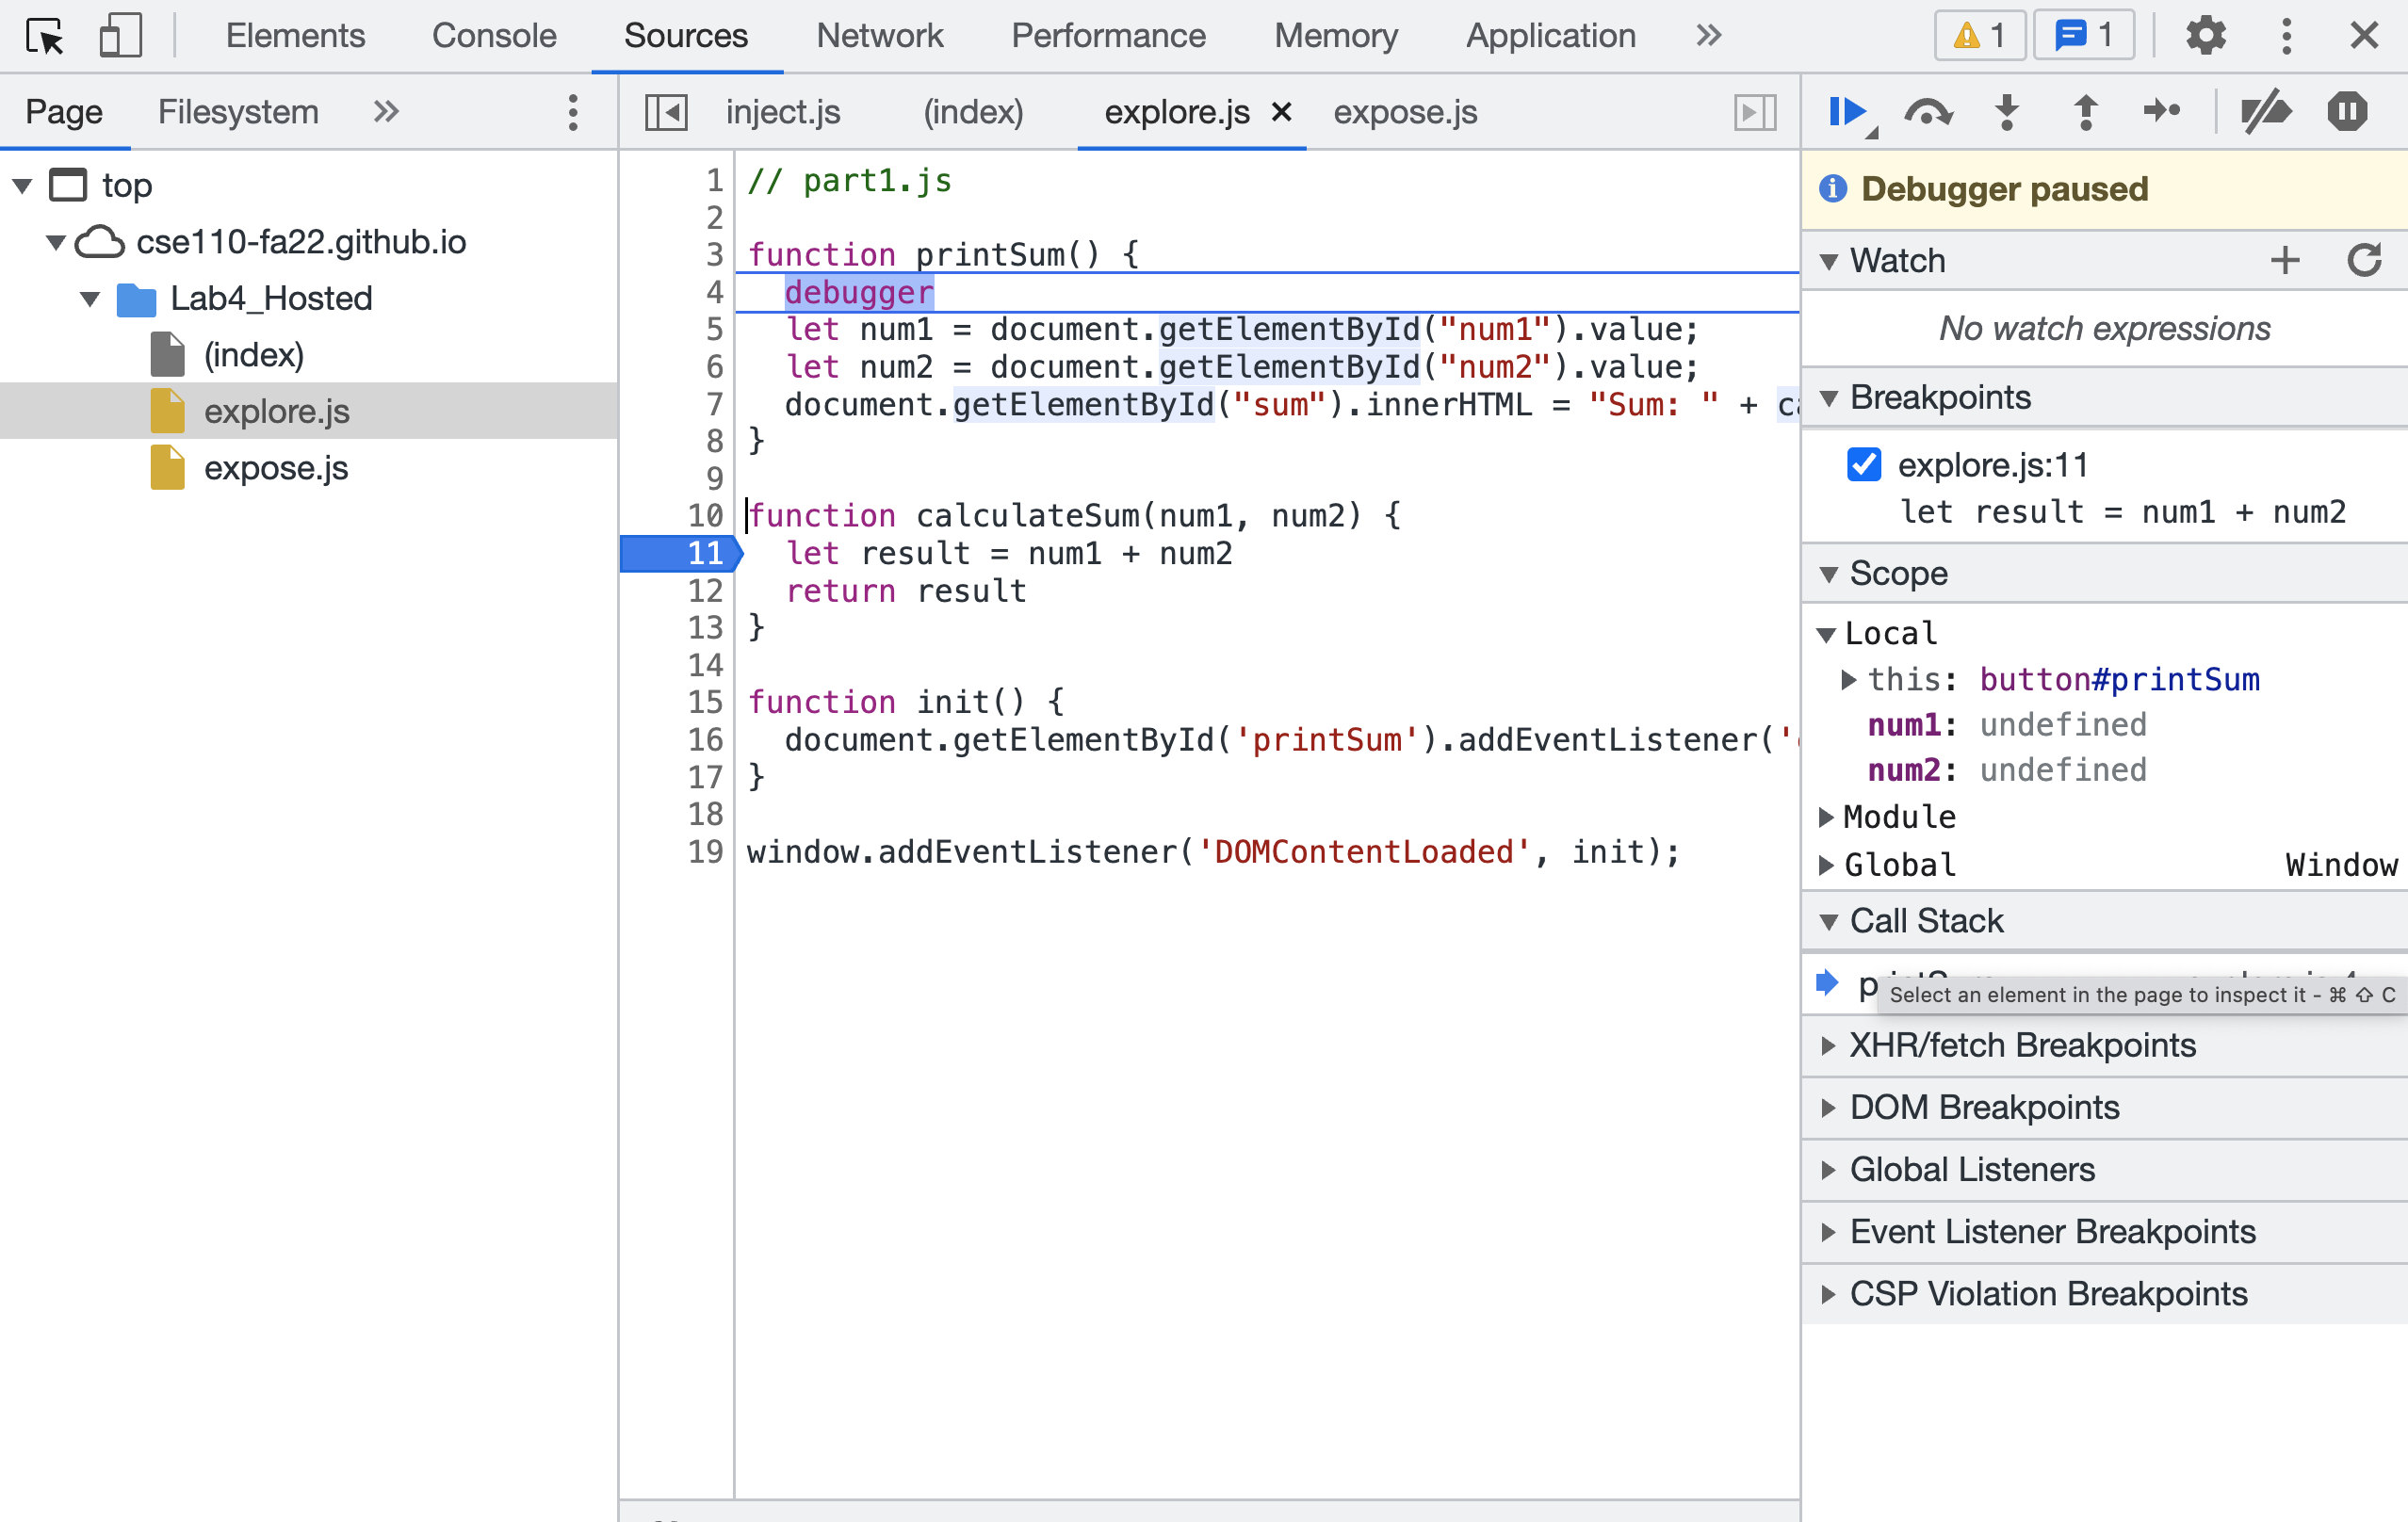 Elements Console Sources Network Performance Memory Application » 1 1
Page Filesystem »
inject.js (index) explore.js × expose.js
top
cse110-fa22.github.io
Lab4_Hosted
(index)
explore.js
expose.js
1 // part1.js
2
3 function printSum() {
4 debugger
5 let num1 = document.getElementById("num1").value;
6 let num2 = document.getElementById("num2").value;
7 document.getElementById("sum").innerHTML = "Sum: " + ca
8 }
9
10 function calculateSum(num1, num2) {
11 let result = num1 + num2
12 return result
13 }
14
15 function init() {
16 document.getElementById('printSum').addEventListener('
17 }
18
19 window.addEventListener('DOMContentLoaded', init);
Debugger paused
Watch
No watch expressions
Breakpoints
explore.js:11
let result = num1 + num2
Scope
Local
this: button#printSum
num1: undefined
num2: undefined
Module
Global Window
Call Stack
Select an element in the page to inspect it - ⌘ ⇧ C
XHR/fetch Breakpoints
DOM Breakpoints
Global Listeners
Event Listener Breakpoints
CSP Violation Breakpoints